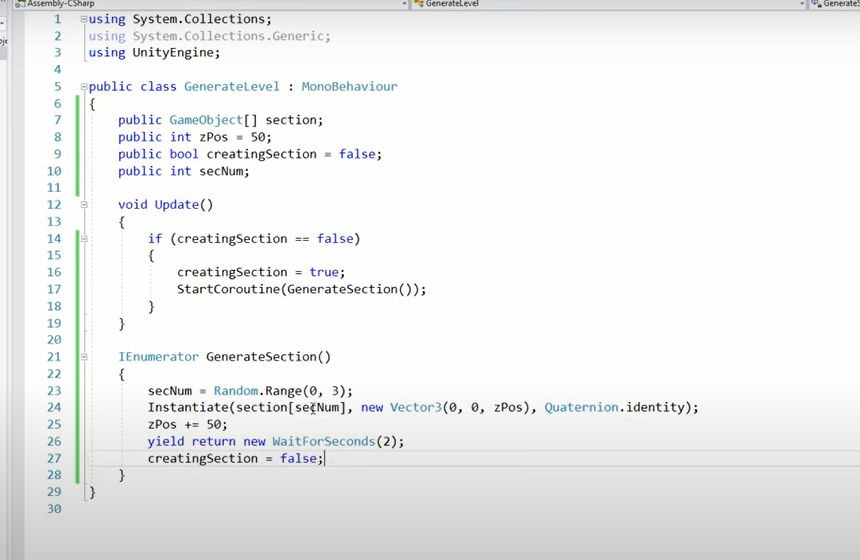 Assembly-CSharp GenerateLevel
1 using System.Collections;
2 using System.Collections.Generic;
3 using UnityEngine;
4
5 public class GenerateLevel : MonoBehaviour
6 {
7 public GameObject[] section;
8 public int zPos = 50;
9 public bool creatingSection = false;
10 public int secNum;
11
12 void Update()
13 {
14 if (creatingSection == false)
15 {
16 creatingSection = true;
17 StartCoroutine(GenerateSection());
18 }
19 }
20
21 IEnumerator GenerateSection()
22 {
23 secNum = Random.Range(0, 3);
24 Instantiate(section[secNum], new Vector3(0, 0, zPos), Quaternion.identity);
25 zPos += 50;
26 yield return new WaitForSeconds(2);
27 creatingSection = false;
28 }
29 }
30